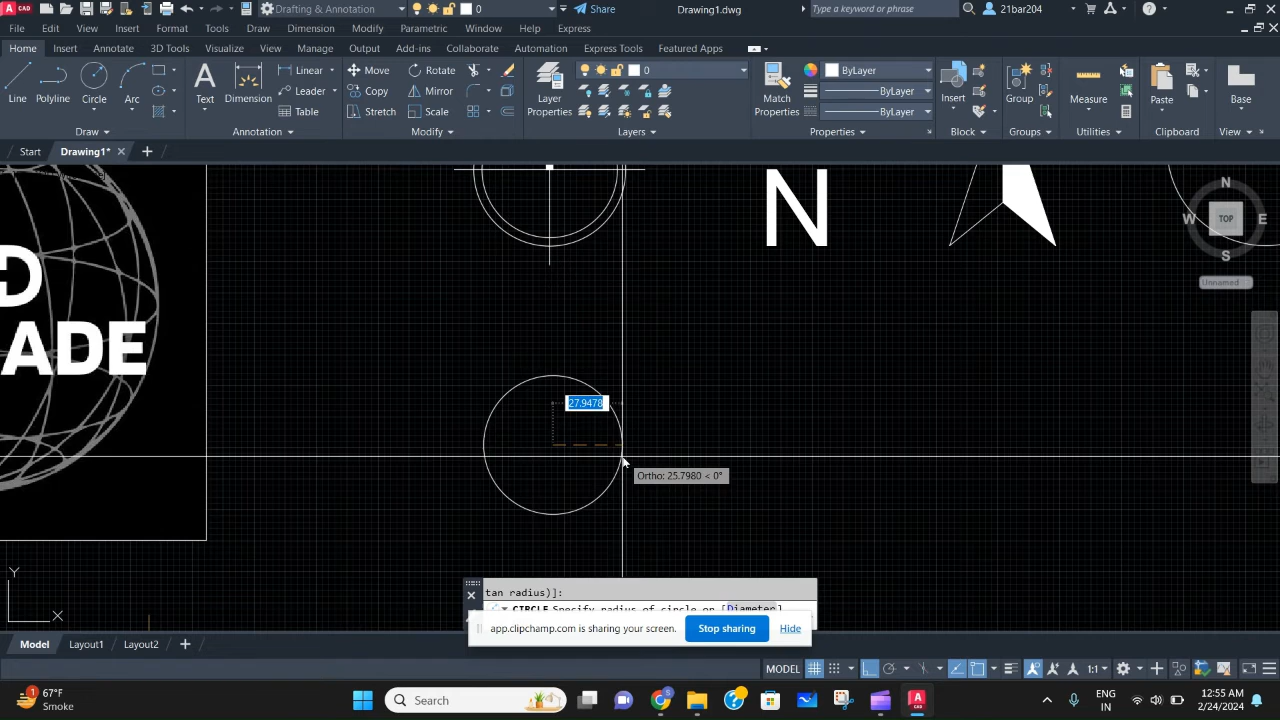 Drafting & Annotation
0
Share
Drawing1.dwg
Type a keyword or phrase
21bar204
CAD
File
Edit
View
Insert
Format
Tools
Draw
Dimension
Modify
Parametric
Window
Help
Express
Home
Insert
Annotate
3D Tools
Visualize
View
Manage
Output
Add-ins
Collaborate
Automation
Express Tools
Featured Apps
Line
Polyline
Circle
Arc
Draw
Text
Dimension
Linear
Leader
Table
Annotation
Move
Rotate
Copy
Mirror
Stretch
Scale
Modify
Layer
Properties
0
Layers
Match
Properties
ByLayer
ByLayer
ByLayer
Properties
Insert
Block
Group
Groups
Measure
Utilities
Paste
Clipboard
Base
View
Start
Drawing1*
D
ADE
N
N
W
TOP
E
S
Unnamed
27.9478
Ortho: 25.7980 < 0°
Y
X
tan radius)]:
CIRCLE Specify radius of circle or [Diameter]
app.clipchamp.com is sharing your screen.
Stop sharing
Hide
Model
Layout1
Layout2
MODEL
1:1
1
67°F
Smoke
Search
IN
12:55 AM
2/24/2024